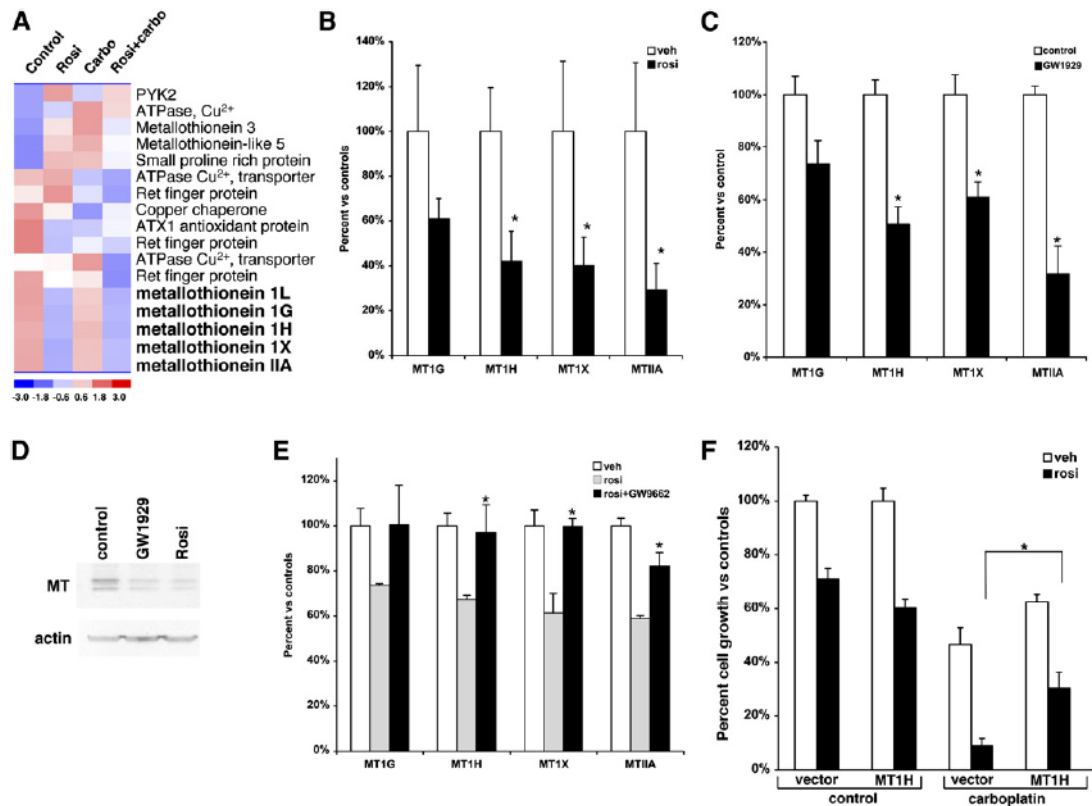 A
Control
Rosi
Carbo
Rosi+carbo
PYK2
ATPase, Cu²⁺
Metallothionein 3
Metallothionein-like 5
Small proline rich protein
ATPase Cu²⁺, transporter
Ret finger protein
Copper chaperone
ATX1 antioxidant protein
Ret finger protein
ATPase Cu²⁺, transporter
Ret finger protein
metallothionein 1L
metallothionein 1G
metallothionein 1H
metallothionein 1X
metallothionein IIA
-3.0 -1.8 -0.6 0.6 1.8 3.0
B
veh
rosi
Percent vs controls
140%
120%
100%
80%
60%
40%
20%
0%
* * *
MT1G MT1H MT1X MTIIA
C
control
GW1929
Percent vs control
120%
100%
80%
60%
40%
20%
0%
* * *
MT1G MT1H MT1X MTIIA
D
control
GW1929
Rosi
MT
actin
E
veh
rosi
rosi+GW9662
Percent vs controls
120%
100%
80%
60%
40%
20%
0%
* * *
MT1G MT1H MT1X MTIIA
F
veh
rosi
Percent cell growth vs controls
120%
100%
80%
60%
40%
20%
0%
*
vector MT1H vector MT1H
control carboplatin